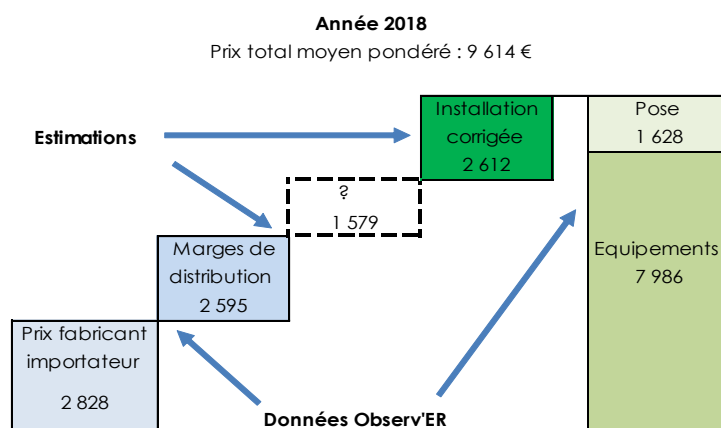 Année 2018
Prix total moyen pondéré : 9 614 €
Installation
corrigée
2 612
Pose
1 628
Estimations
?
1 579
Marges de
distribution
2 595
Equipements
7 986
Prix fabricant
importateur
2 828
Données Observ'ER